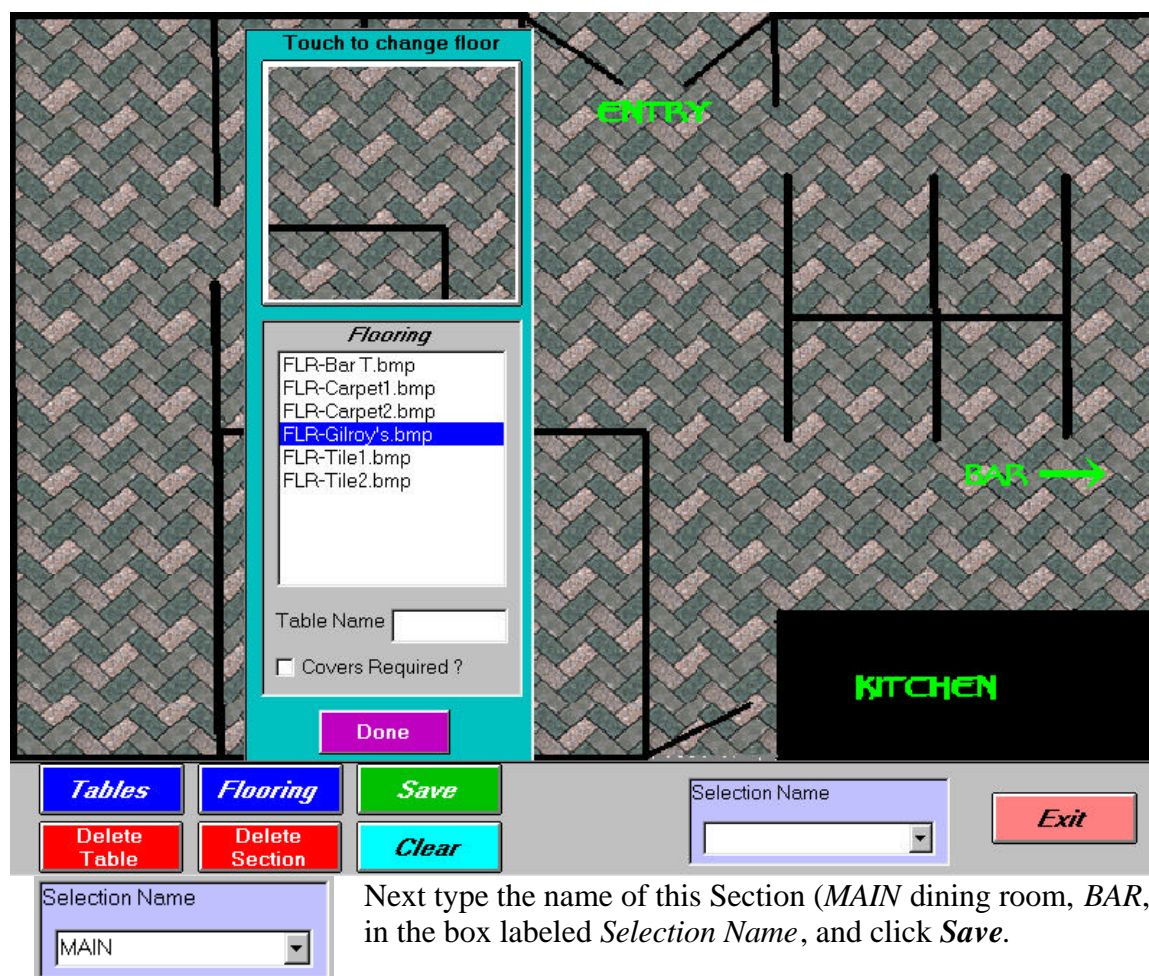 Touch to change floor
ENTRY
Flooring
FLR-Bar T.bmp
FLR-Carpet1.bmp
FLR-Carpet2.bmp
FLR-Gilroy's.bmp
FLR-Tile1.bmp
FLR-Tile2.bmp
BAR
Table Name
Covers Required ?
KITCHEN
Done
Tables
Flooring
Save
Selection Name
Exit
Delete
Table
Delete
Section
Clear
Selection Name
MAIN
Next type the name of this Section (MAIN dining room, BAR,
in the box labeled Selection Name, and click Save.